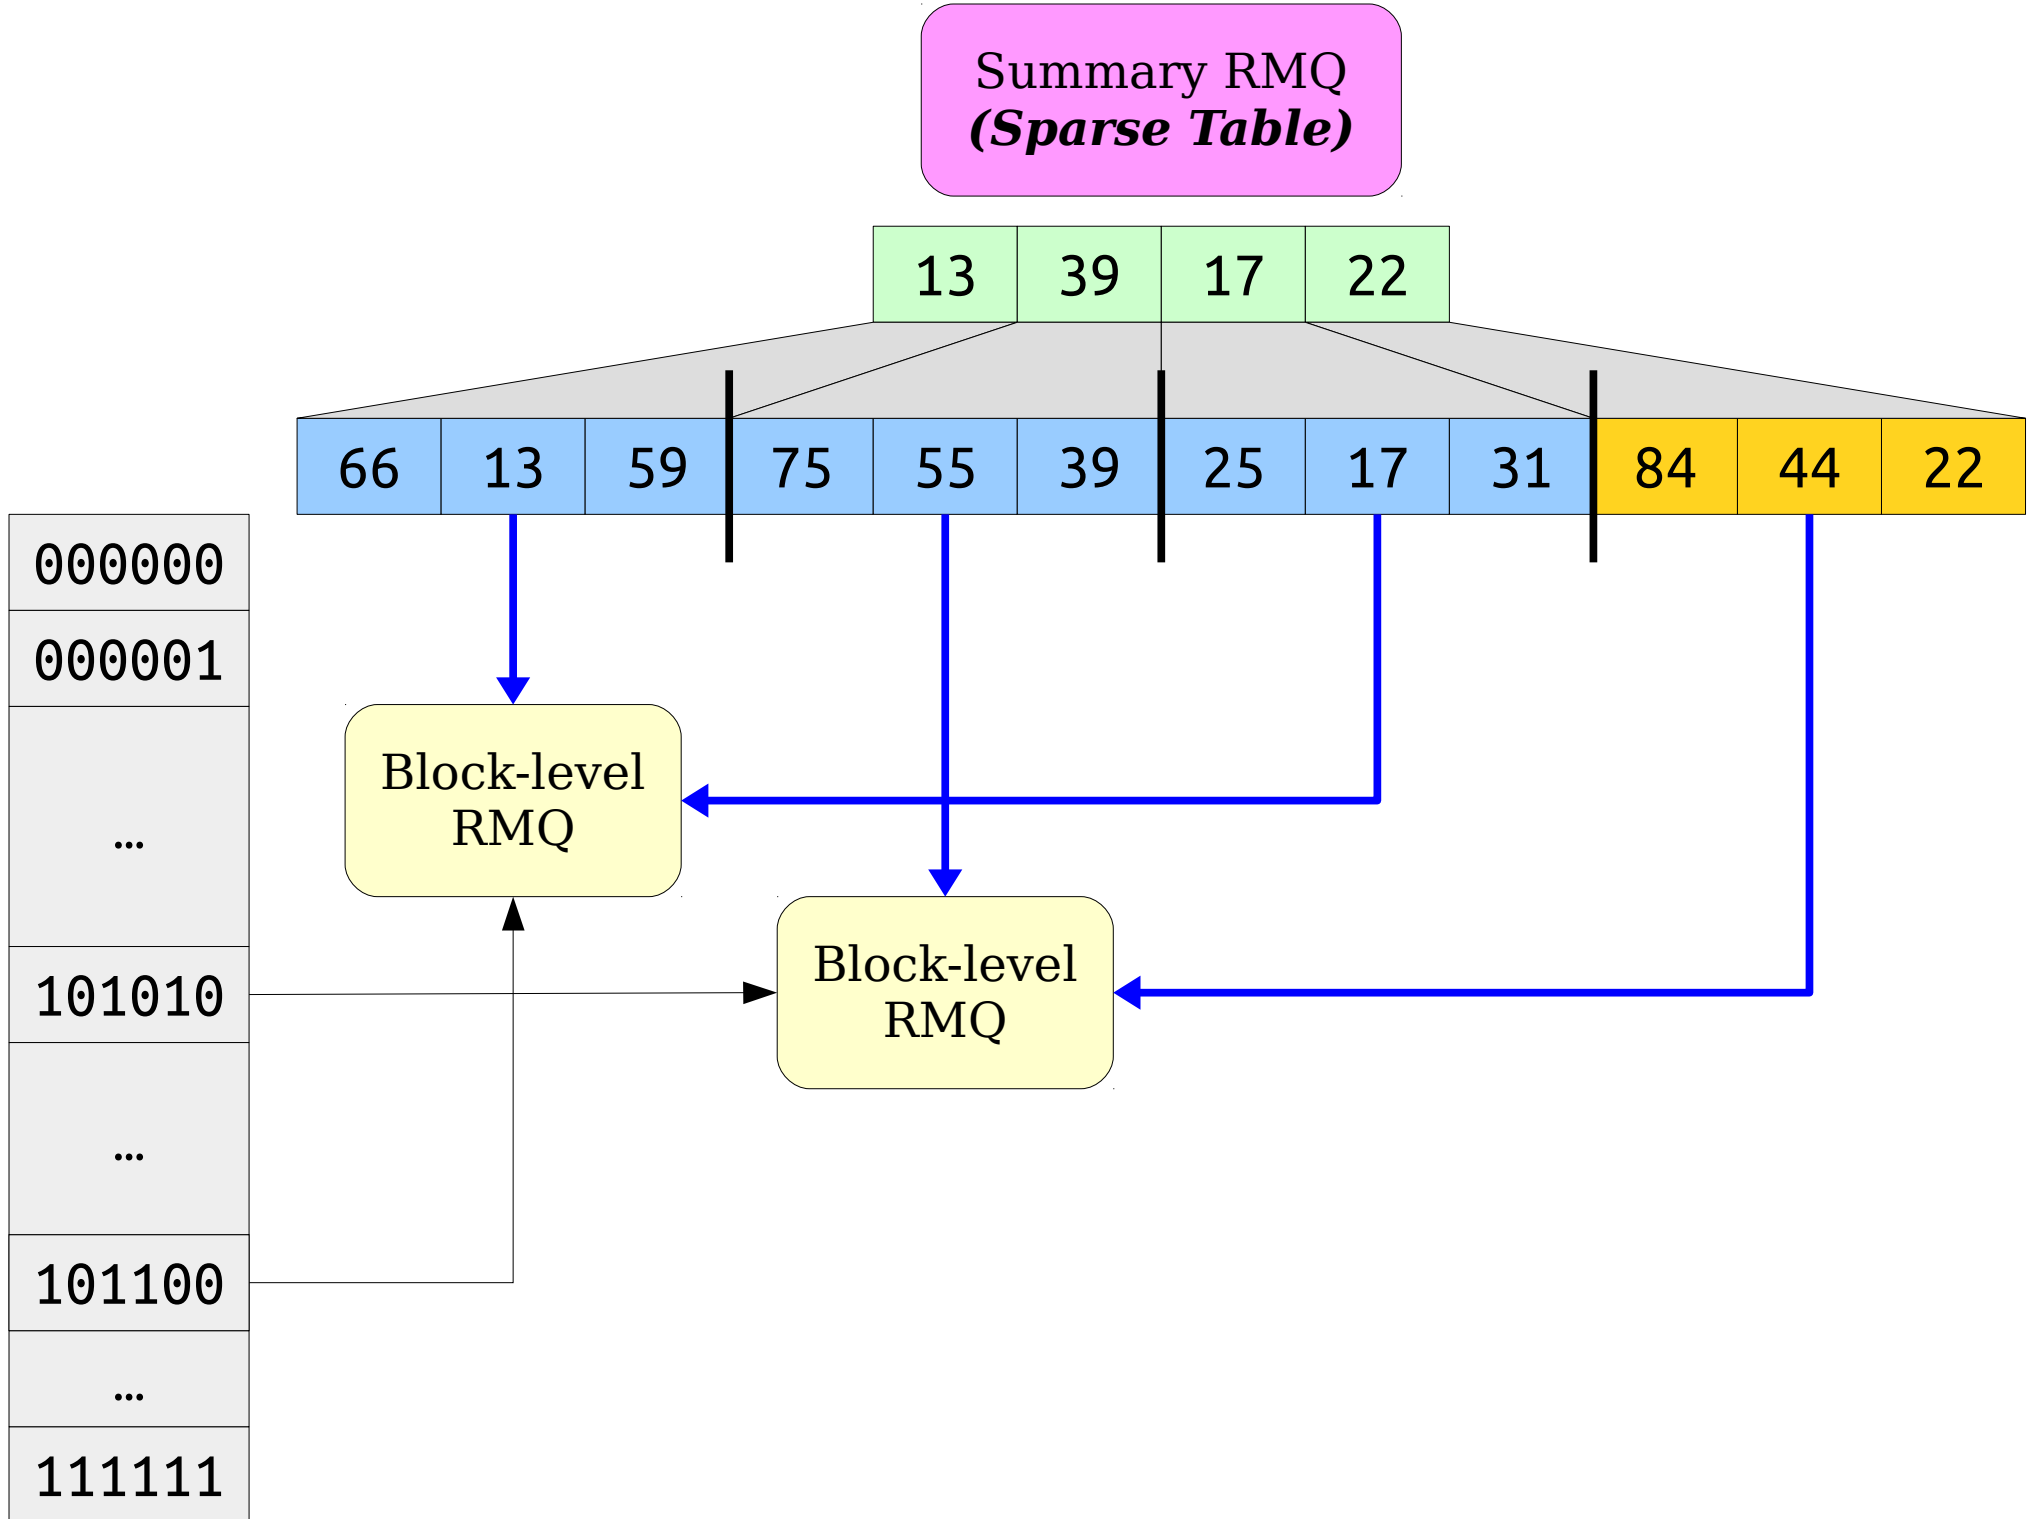 Summary RMQ
(Sparse Table)
13 39 17 22
66 13 59 75 55 39 25 17 31 84 44 22
000000
000001
…
101010
…
101100
…
111111
Block-level
RMQ
Block-level
RMQ